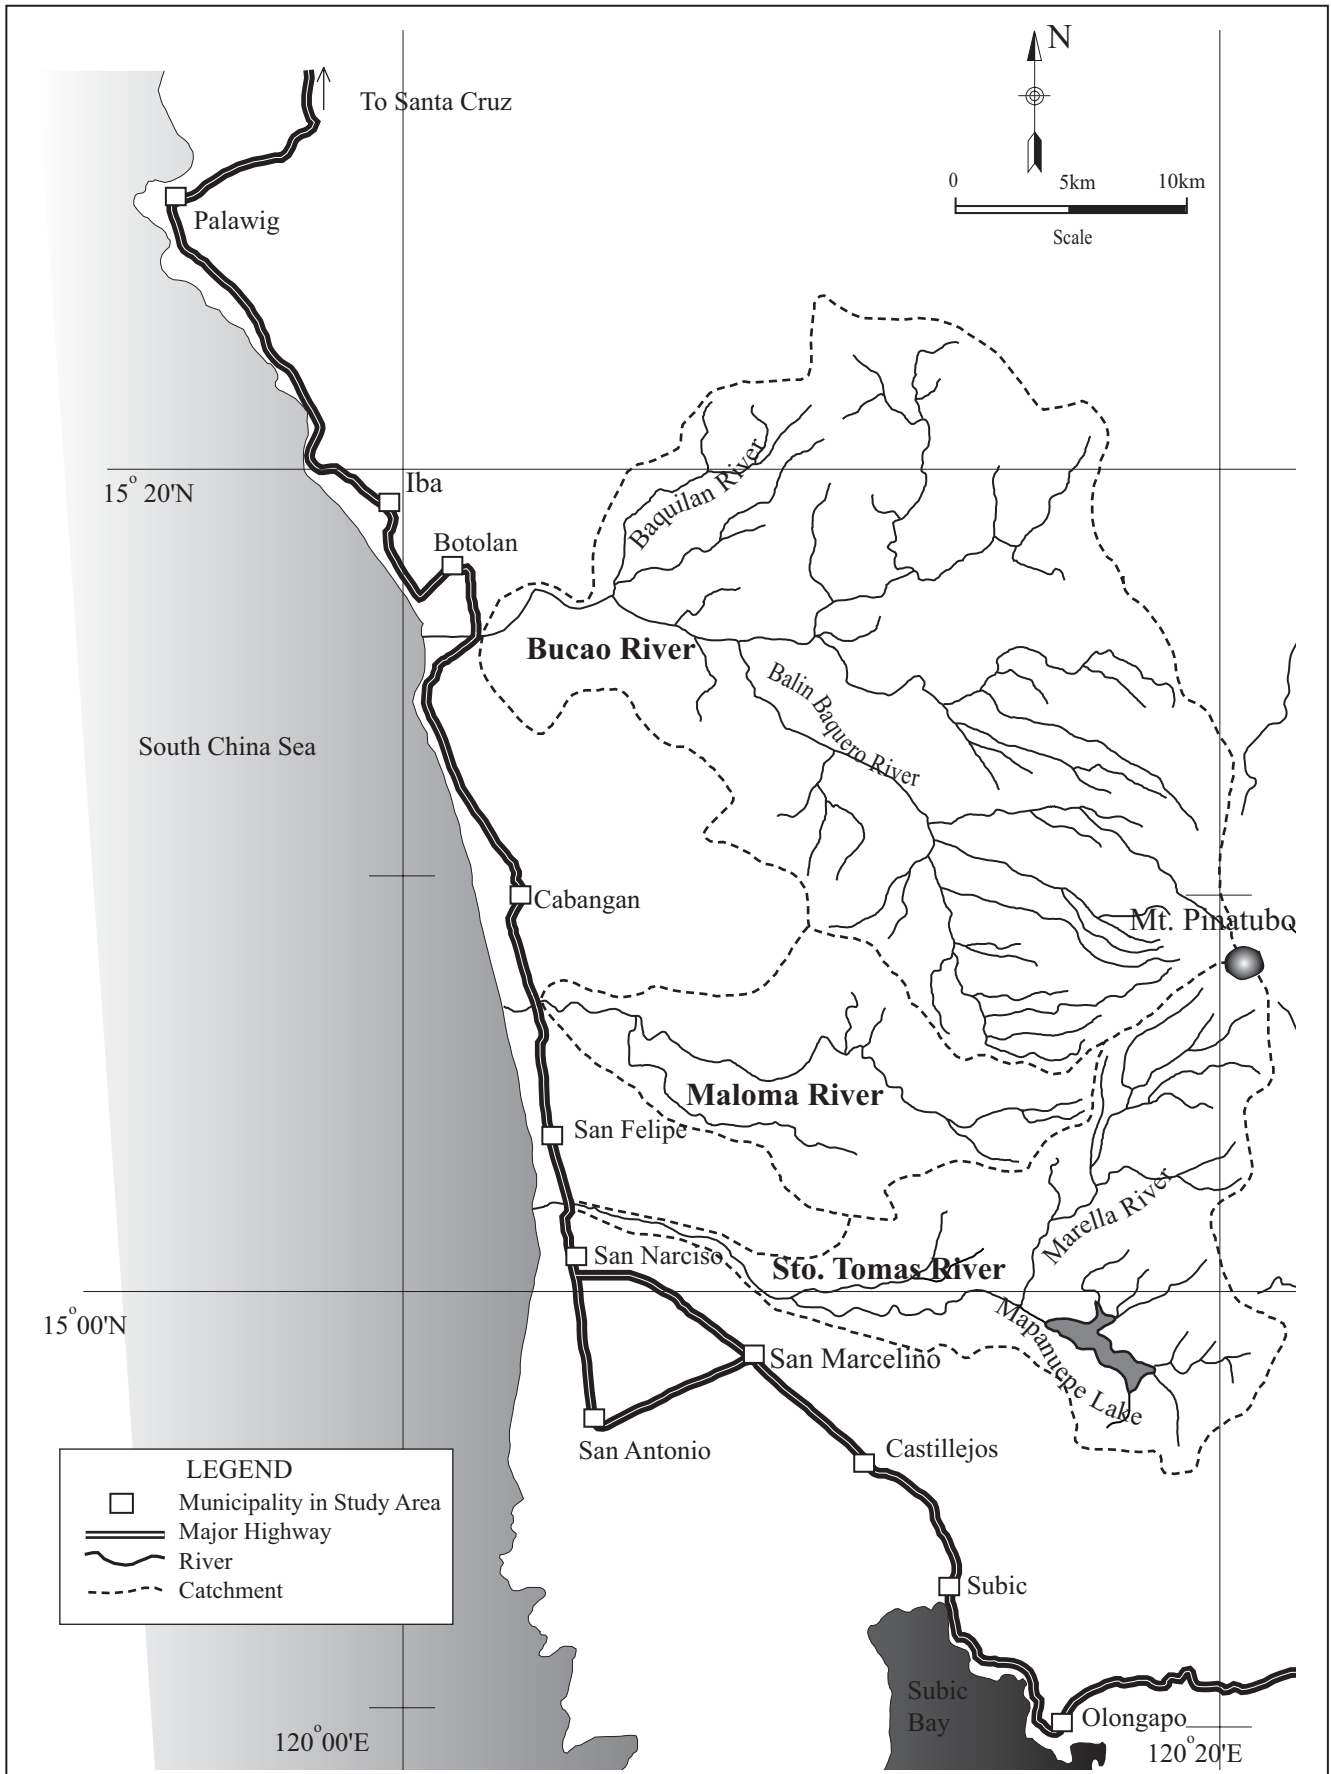 N
To Santa Cruz
0 5km 10km
Scale
Palawig
15° 20'N
Iba
Baquilan River
Botolan
Bucao River
Balin Baquero River
South China Sea
Cabangan
Mt. Pinatubo
Maloma River
San Felipe
Marella River
San Narciso
Sto. Tomas River
15°00'N
Mapanuepe Lake
San Marcelino
San Antonio
Castillejos
LEGEND
Municipality in Study Area
Major Highway
River
Catchment
Subic
Subic
Bay
Olongapo
120°00'E
120°20'E